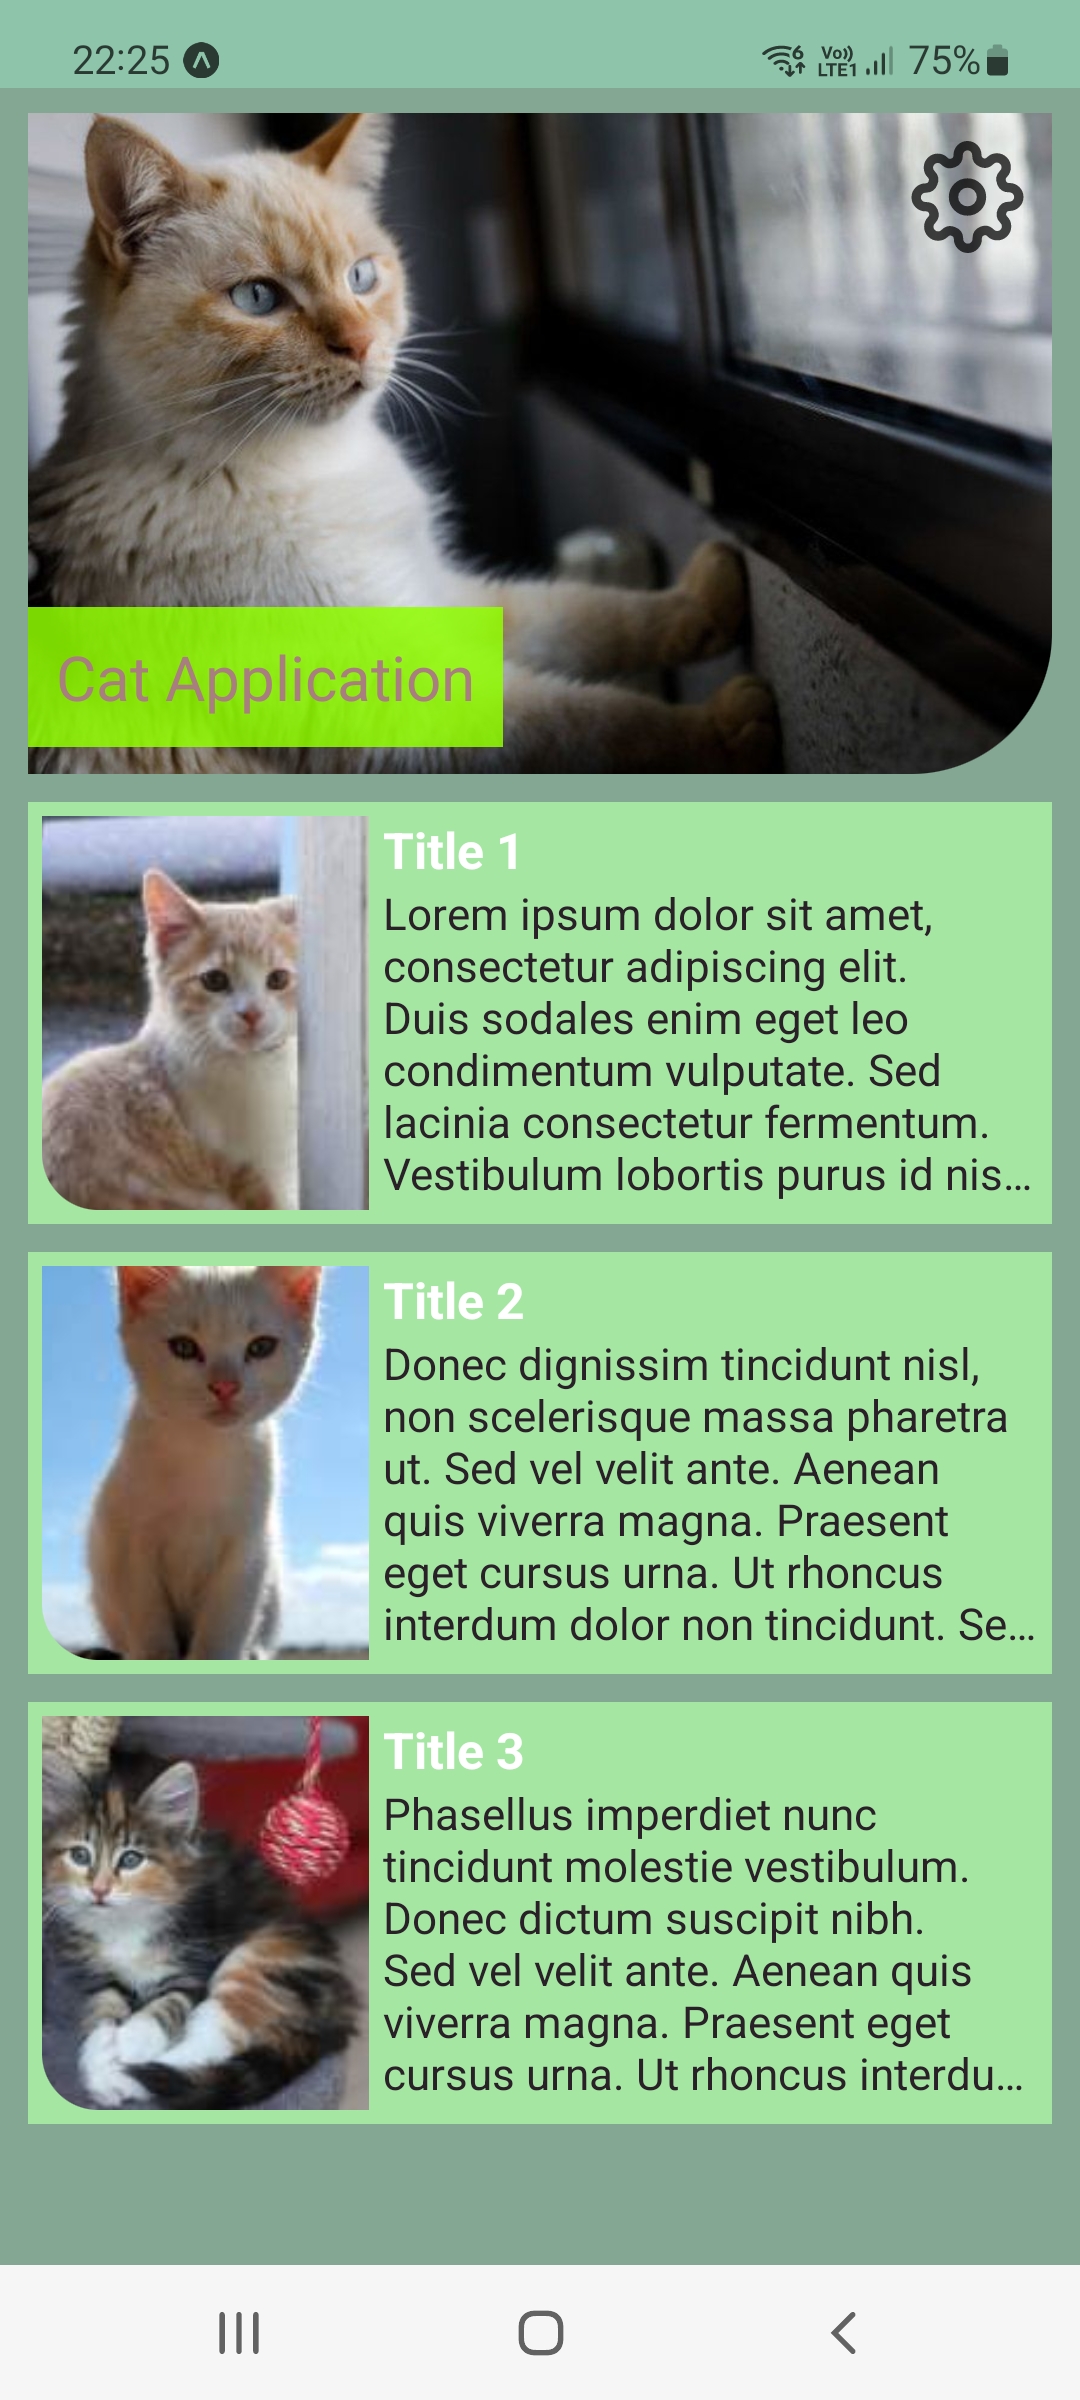 22:25
6 Vo)) LTE1 75%
Cat Application
Title 1
Lorem ipsum dolor sit amet,
consectetur adipiscing elit.
Duis sodales enim eget leo
condimentum vulputate. Sed
lacinia consectetur fermentum.
Vestibulum lobortis purus id nis...
Title 2
Donec dignissim tincidunt nisl,
non scelerisque massa pharetra
ut. Sed vel velit ante. Aenean
quis viverra magna. Praesent
eget cursus urna. Ut rhoncus
interdum dolor non tincidunt. Se...
Title 3
Phasellus imperdiet nunc
tincidunt molestie vestibulum.
Donec dictum suscipit nibh.
Sed vel velit ante. Aenean quis
viverra magna. Praesent eget
cursus urna. Ut rhoncus interdu...